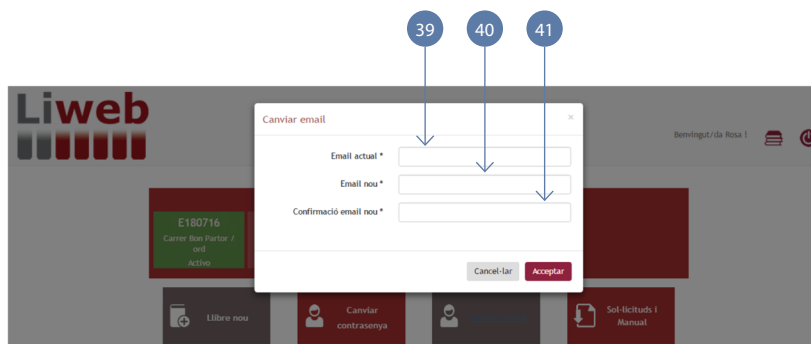 39 40 41
Liweb
Canviar email ×
Benvingut/da Rosa !
Email actual *
Email nou *
Confirmació email nou *
E180716
Carrer Bon Partor /
ord
Activo
Cancel·lar Acceptar
Llibre nou
Canviar
contrasenya
Sol·licituds i
Manual